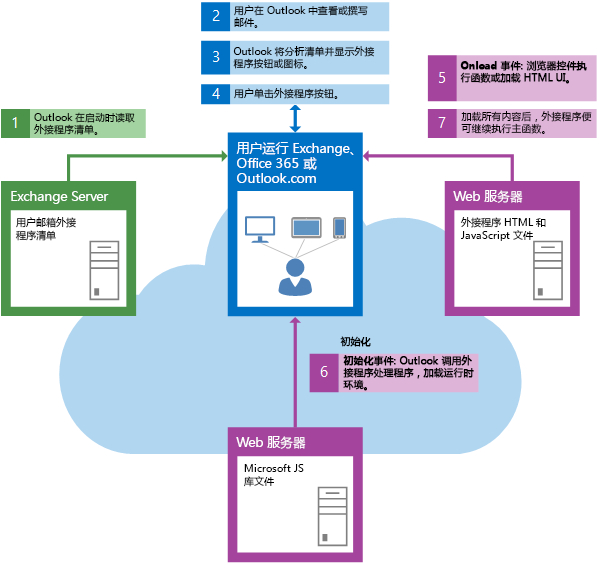 2
用户在 Outlook 中查看或撰写
邮件。
3
Outlook 将分析清单并显示外接
程序按钮或图标。
4
用户单击外接程序按钮。
5
Onload 事件: 浏览器控件执
行函数或加载 HTML UI。
7
加载所有内容后，外接程序便
可继续执行主函数。
1
Outlook 在启动时读取
外接程序清单。
用户运行 Exchange、
Office 365 或
Outlook.com
Exchange Server
用户邮箱外接
程序清单
Web 服务器
外接程序 HTML 和
JavaScript 文件
初始化
6
初始化事件: Outlook 调用外
接程序处理程序，加载运行时
环境。
Web 服务器
Microsoft JS
库文件